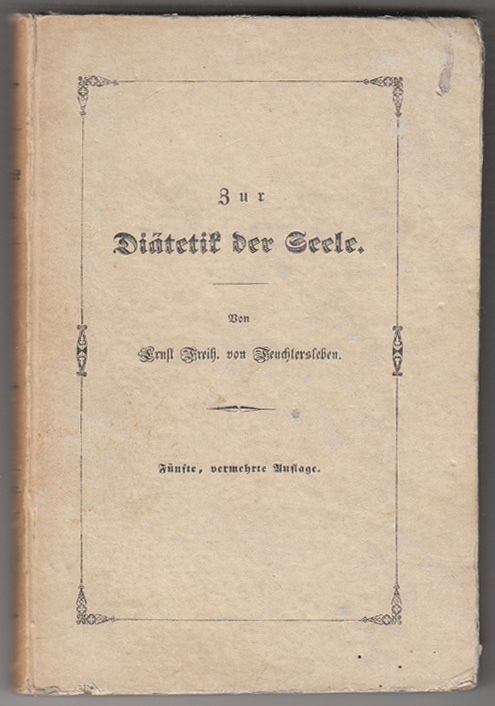 Zur
Diätetik der Seele.
Von
Ernst Freih. von Feuchtersleben.
Fünfte, vermehrte Auflage.